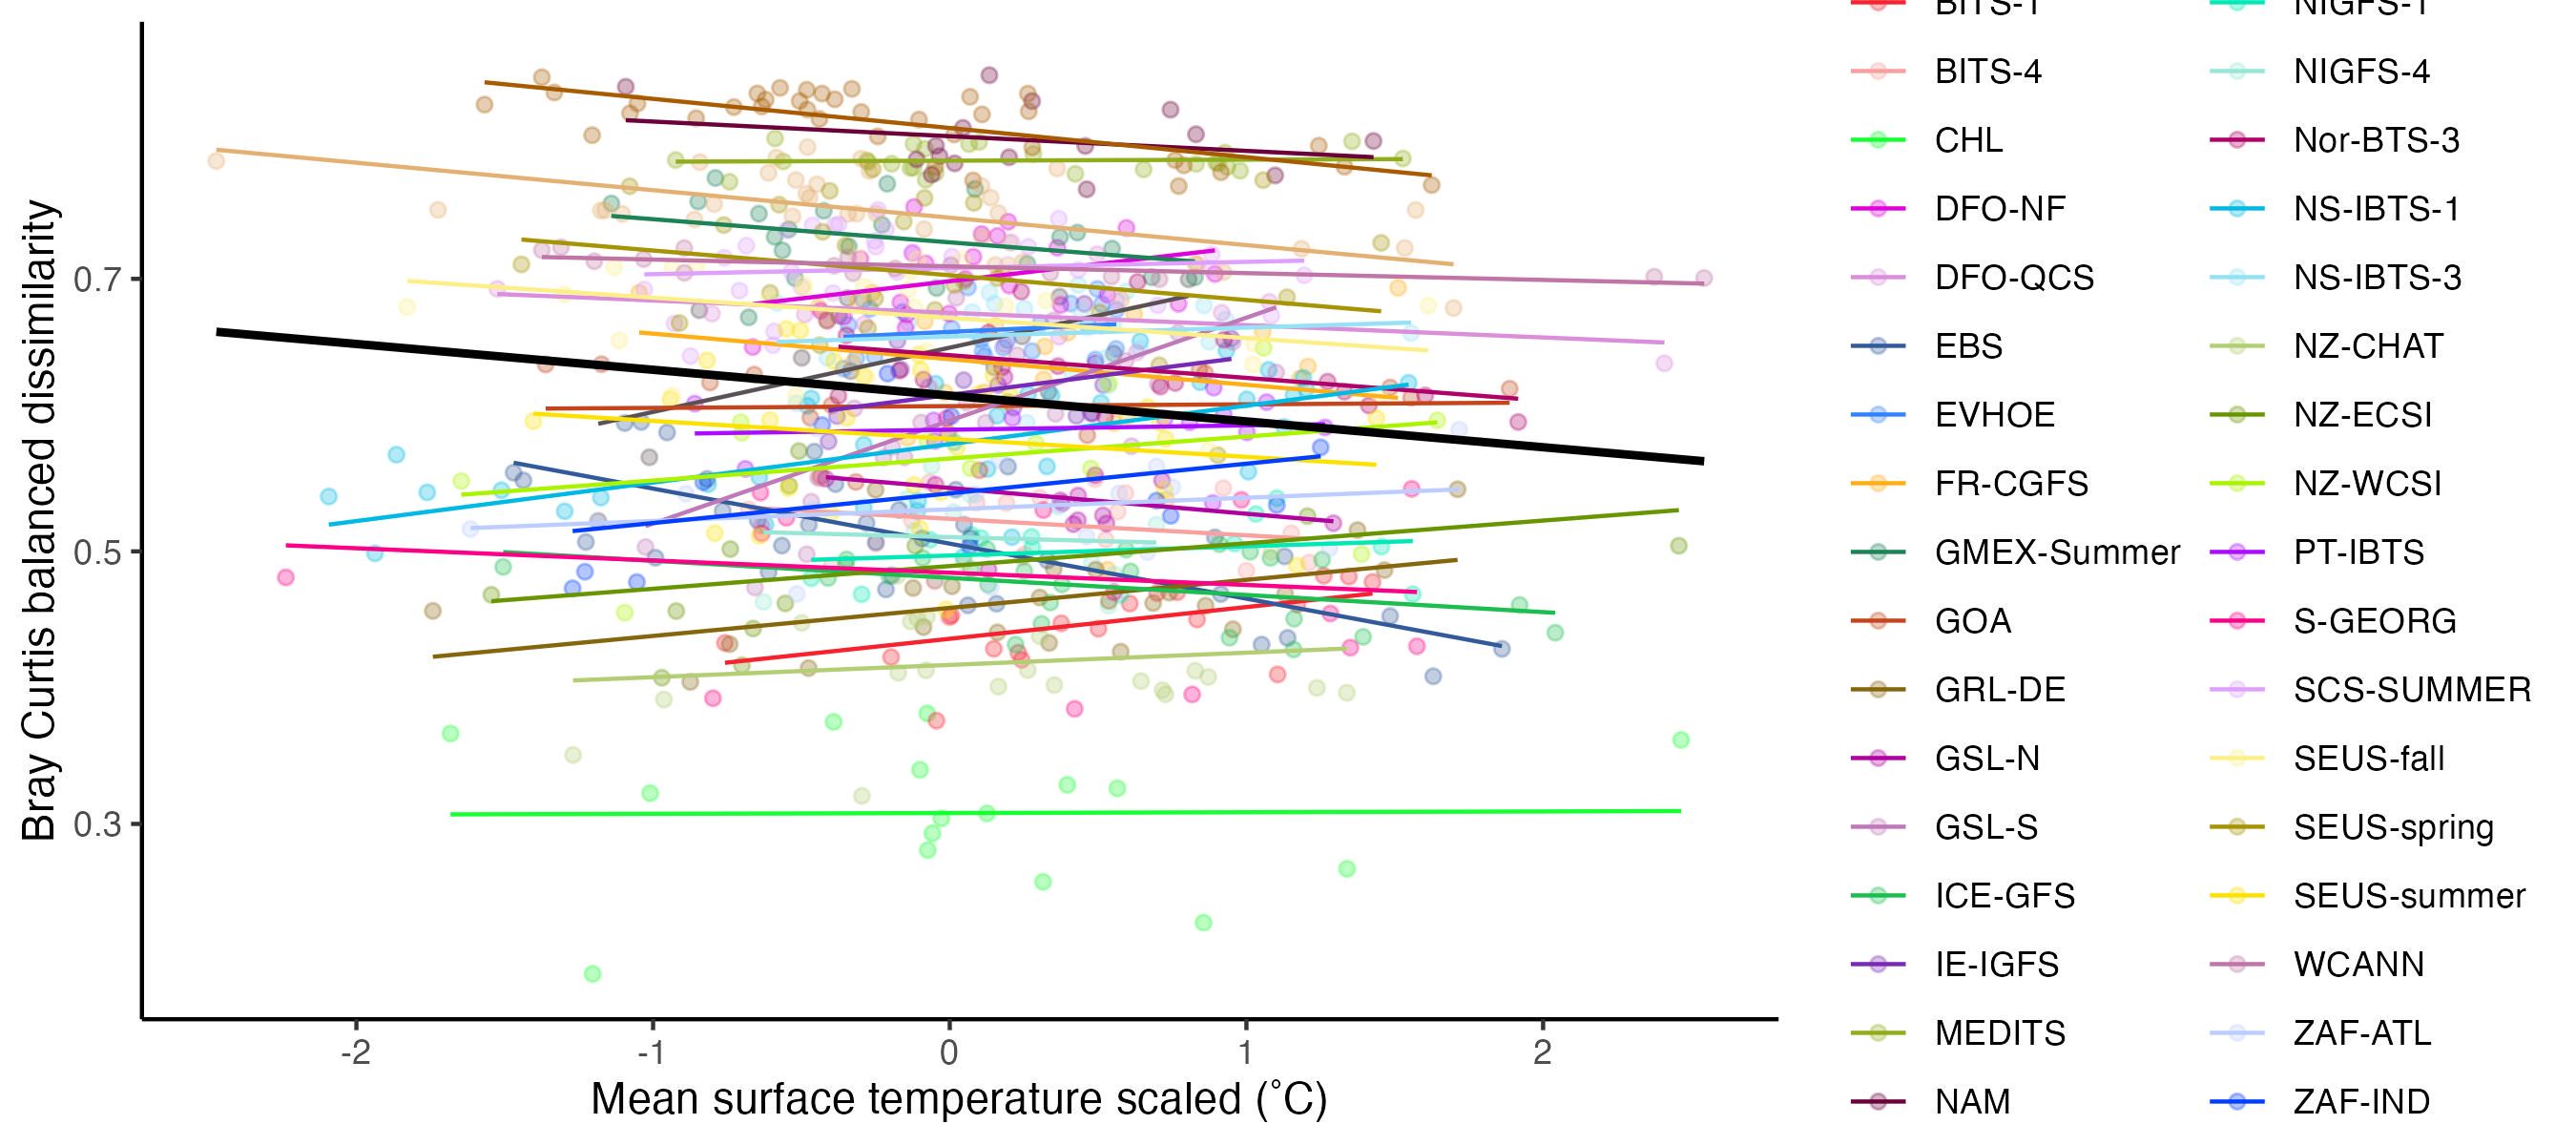 Bray Curtis balanced dissimilarity
0.7
0.5
0.3
-2 -1 0 1 2
Mean surface temperature scaled (°C)
BITS-1
BITS-4
CHL
DFO-NF
DFO-QCS
EBS
EVHOE
FR-CGFS
GMEX-Summer
GOA
GRL-DE
GSL-N
GSL-S
ICE-GFS
IE-IGFS
MEDITS
NAM
NIGFS-1
NIGFS-4
Nor-BTS-3
NS-IBTS-1
NS-IBTS-3
NZ-CHAT
NZ-ECSI
NZ-WCSI
PT-IBTS
S-GEORG
SCS-SUMMER
SEUS-fall
SEUS-spring
SEUS-summer
WCANN
ZAF-ATL
ZAF-IND